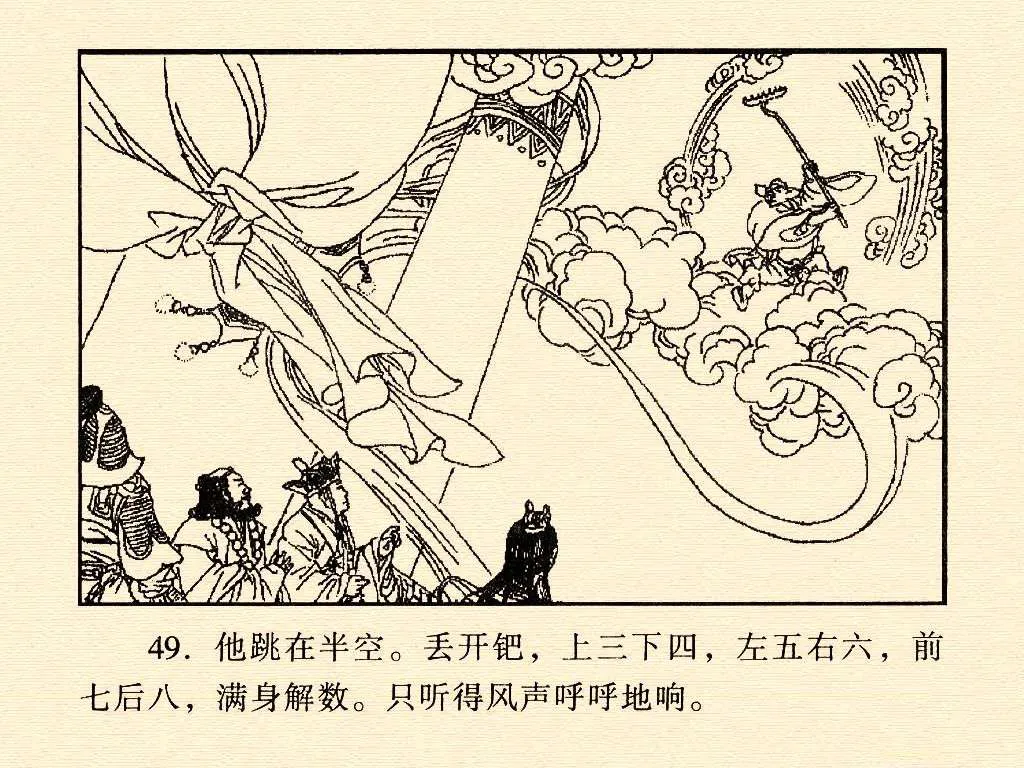 49. 他跳在半空。丢开钯，上三下四，左五右六，前
七后八，满身解数。只听得风声呼呼地响。